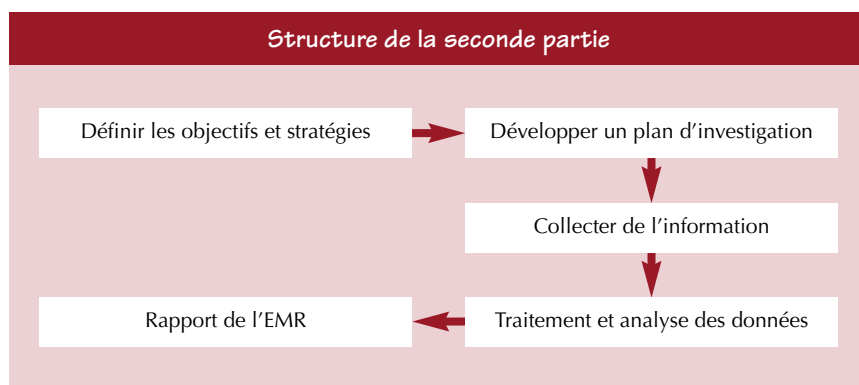 Structure de la seconde partie
Définir les objectifs et stratégies
Développer un plan d’investigation
Collecter de l’information
Traitement et analyse des données
Rapport de l’EMR